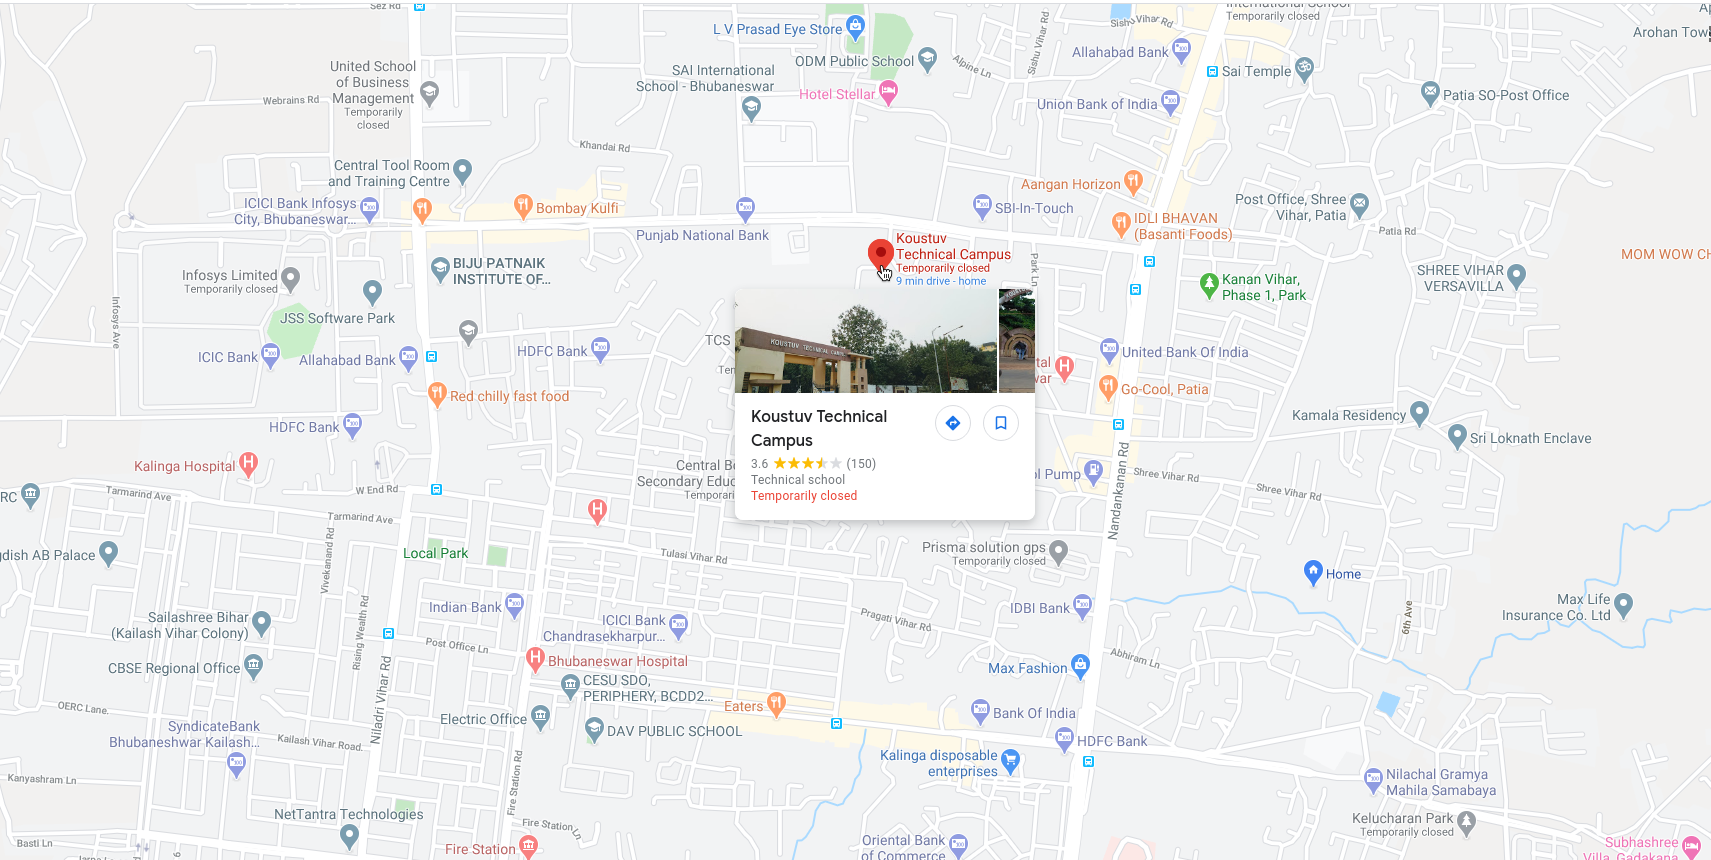 Sez Rd
International School
Temporarily closed
L V Prasad Eye Store
Sishu Vihar Rd
Sishu Vihar Rd
Arohan Tow
Allahabad Bank
ODM Public School
Alpine Ln
United School
of Business
Management
Temporarily
closed
SAI International
School - Bhubaneswar
Sai Temple
Hotel Stellar
Webrains Rd
Union Bank of India
Patia SO-Post Office
Khandai Rd
Central Tool Room
and Training Centre
Aangan Horizon
ICICI Bank Infosys
City, Bhubaneswar...
Bombay Kulfi
SBI-In-Touch
Post Office, Shree
Vihar, Patia
IDLI BHAVAN
(Basanti Foods)
Punjab National Bank
Patia Rd
Koustuv
Technical Campus
Temporarily closed
9 min drive - home
Park Ln
MOM WOW CH
BIJU PATNAIK
INSTITUTE OF...
Infosys Limited
Temporarily closed
SHREE VIHAR
VERSAVILLA
Kanan Vihar,
Phase 1, Park
Infosys Ave
JSS Software Park
TCS
ICIC Bank
Allahabad Bank
HDFC Bank
KOUSTUV TECHNICAL CAMPUS
United Bank Of India
tal
war
Tem
Red chilly fast food
Go-Cool, Patia
HDFC Bank
Koustuv Technical
Campus
Kamala Residency
Sri Loknath Enclave
3.6
(150)
Technical school
Temporarily closed
Kalinga Hospital
Central Bo
Secondary Educ
Temporari
ol Pump
Shree Vihar Rd
Shree Vihar Rd
RC
Tarmarind Ave
W End Rd
Tarmarind Ave
Nandankanan Rd
gdish AB Palace
Local Park
Vivekanand Rd
Tulasi Vihar Rd
Prisma solution gps
Temporarily closed
Home
Indian Bank
Rising Wealth Rd
IDBI Bank
Pragati Vihar Rd
Max Life
Insurance Co. Ltd
6th Ave
Sailashree Bihar
(Kailash Vihar Colony)
ICICI Bank
Chandrasekharpur...
Post Office Ln
Abhiram Ln
CBSE Regional Office
Bhubaneswar Hospital
Max Fashion
CESU SDO,
PERIPHERY, BCDD2...
OERC Lane.
Niladri Vihar Rd
Eaters
Electric Office
Bank Of India
SyndicateBank
Bhubaneshwar Kailash...
Kailash Vihar Road.
DAV PUBLIC SCHOOL
HDFC Bank
Kalinga disposable
enterprises
Kanyashram Ln
Fire Station Rd
Nilachal Gramya
Mahila Samabaya
NetTantra Technologies
Fire Station Ln
Kelucharan Park
Temporarily closed
Basti Ln
Fire Station
Oriental Bank
of Commerce
Subhashree
Villa, Gadakana